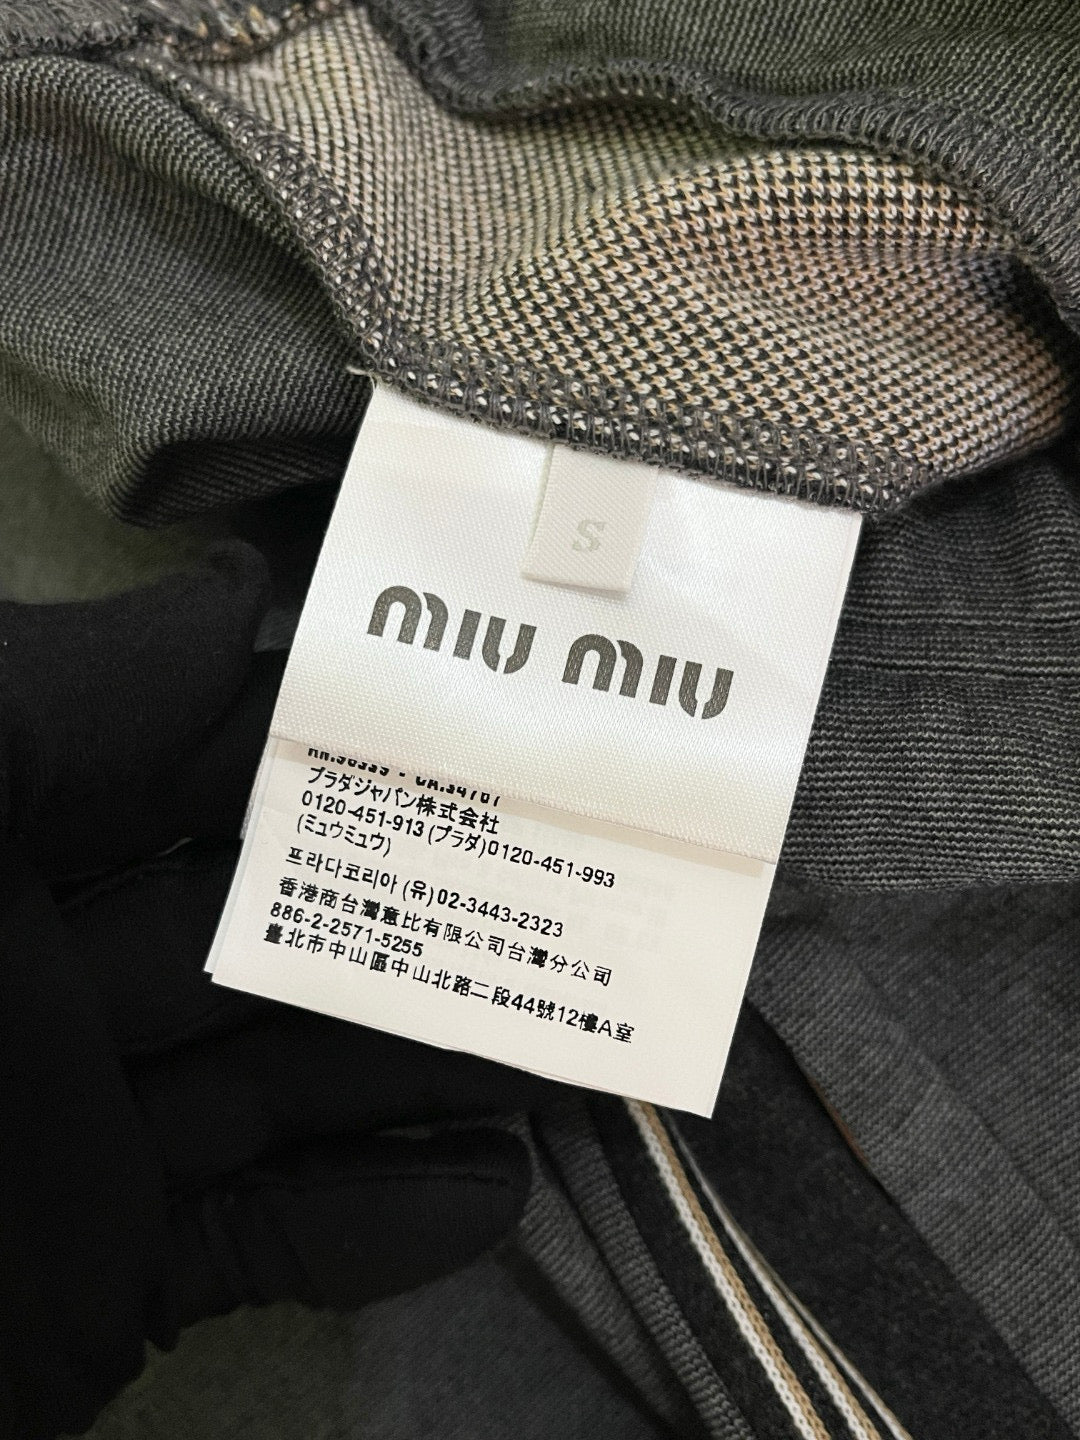 S
miu miu
RN.96339 - CA.34767
プラダジャパン株式会社
0120-451-913 (プラダ)0120-451-993
(ミュウミュウ)
프라다코리아 (유)02-3443-2323
香港商台灣意比有限公司台灣分公司
886-2-2571-5255
臺北市中山區中山北路二段44號12樓A室